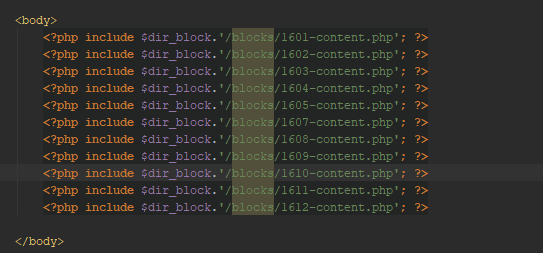 <body>
<?php include $dir_block.'/blocks/1601-content.php'; ?>
<?php include $dir_block.'/blocks/1602-content.php'; ?>
<?php include $dir_block.'/blocks/1603-content.php'; ?>
<?php include $dir_block.'/blocks/1604-content.php'; ?>
<?php include $dir_block.'/blocks/1605-content.php'; ?>
<?php include $dir_block.'/blocks/1607-content.php'; ?>
<?php include $dir_block.'/blocks/1608-content.php'; ?>
<?php include $dir_block.'/blocks/1609-content.php'; ?>
<?php include $dir_block.'/blocks/1610-content.php'; ?>
<?php include $dir_block.'/blocks/1611-content.php'; ?>
<?php include $dir_block.'/blocks/1612-content.php'; ?>
</body>